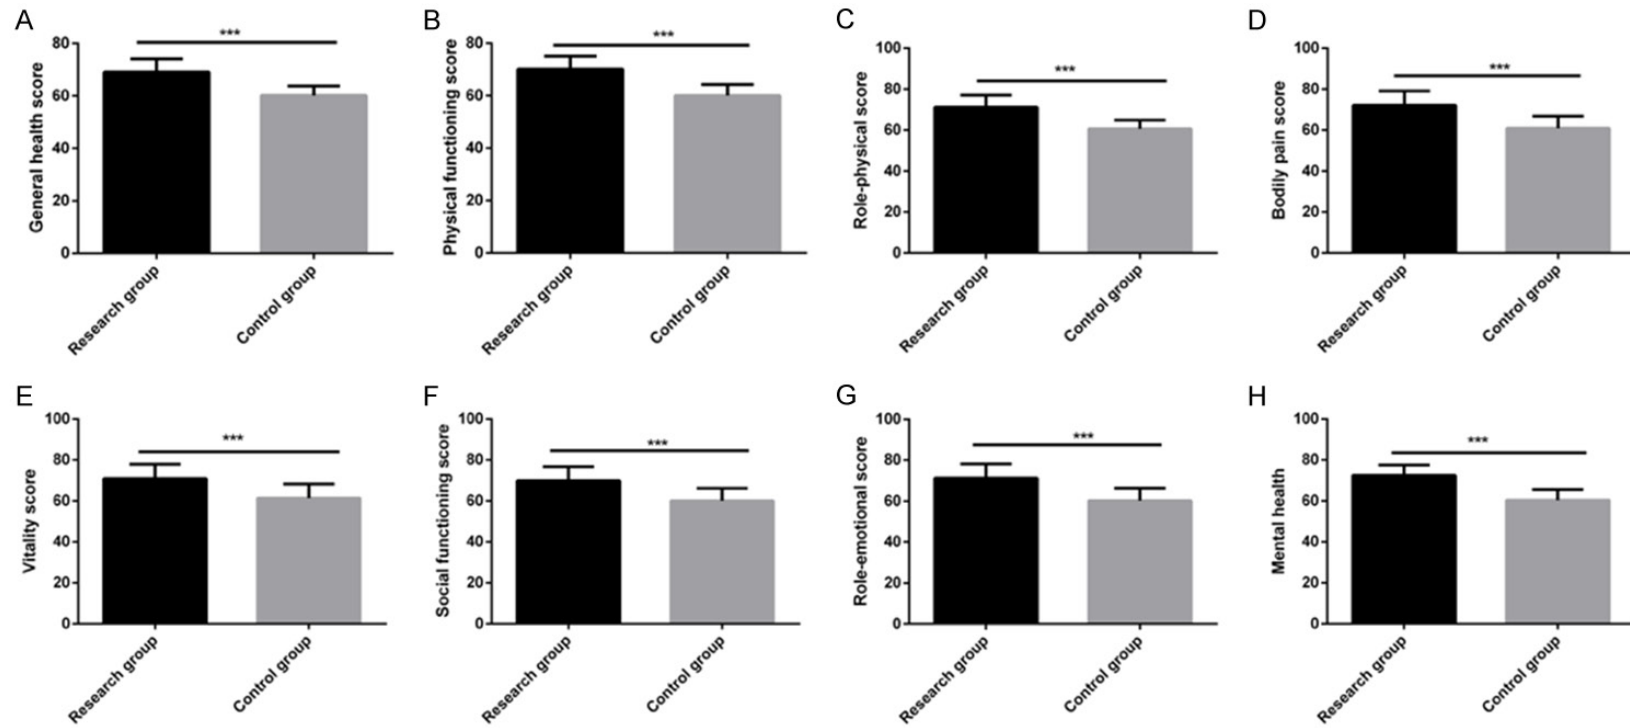 A
General health score
80
60
40
20
0
***
Research group
Control group
B
Physical functioning score
80
60
40
20
0
***
Research group
Control group
C
Role-physical score
100
80
60
40
20
0
***
Research group
Control group
D
Bodily pain score
100
80
60
40
20
0
***
Research group
Control group
E
Vitality score
100
80
60
40
20
0
***
Research group
Control group
F
Social functioning score
100
80
60
40
20
0
***
Research group
Control group
G
Role-emotional score
100
80
60
40
20
0
***
Research group
Control group
H
Mental health
100
80
60
40
20
0
***
Research group
Control group